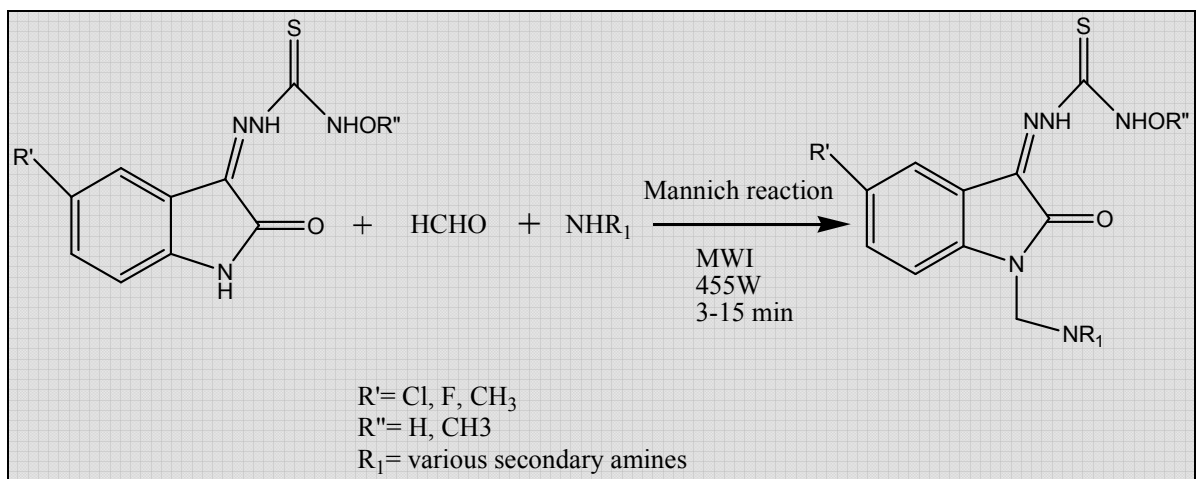 S
NNH
NHOR"
R'
O
N
H
+
HCHO
+
NHR₁
Mannich reaction
MWI
455W
3-15 min
S
NNH
NHOR"
R'
O
N
NR₁
R'= Cl, F, CH₃
R"= H, CH3
R₁= various secondary amines